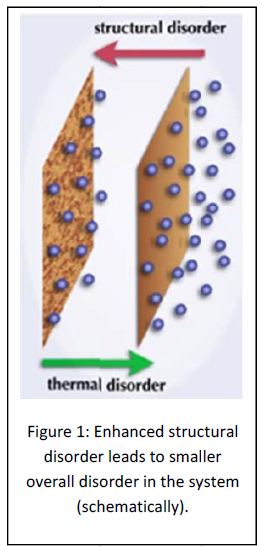 structural disorder
thermal disorder
Figure 1: Enhanced structural
disorder leads to smaller
overall disorder in the system
(schematically).